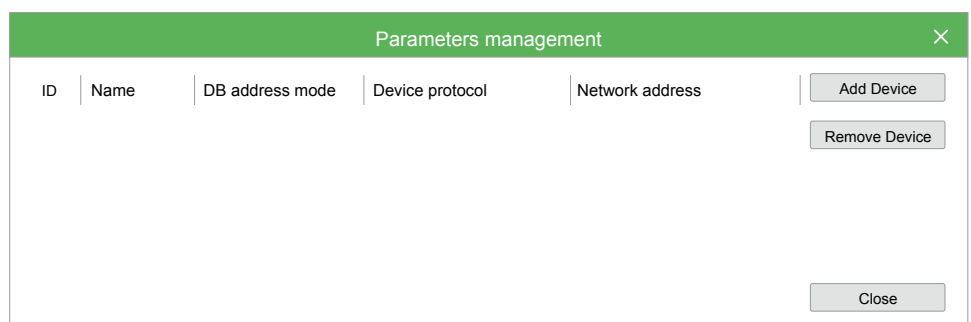 Parameters management
ID Name DB address mode Device protocol Network address Add Device
Remove Device
Close